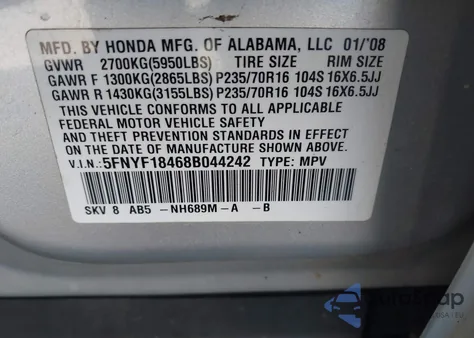 MFD. BY HONDA MFG. OF ALABAMA, LLC 01/'08
GVWR 2700KG(5950LBS) TIRE SIZE RIM SIZE
GAWR F 1300KG(2865LBS) P235/70R16 104S 16X6.5JJ
GAWR R 1430KG(3155LBS) P235/70R16 104S 16X6.5JJ
THIS VEHICLE CONFORMS TO ALL APPLICABLE
FEDERAL MOTOR VEHICLE SAFETY AND
THEFT PREVENTION STANDARDS IN EFFECT
ON THE DATE OF MANUFACTURE SHOWN ABOVE.
V.I.N.: 5FNYF18468B044242 TYPE: MPV
SKV 8 AB5 -NH689M-A -B